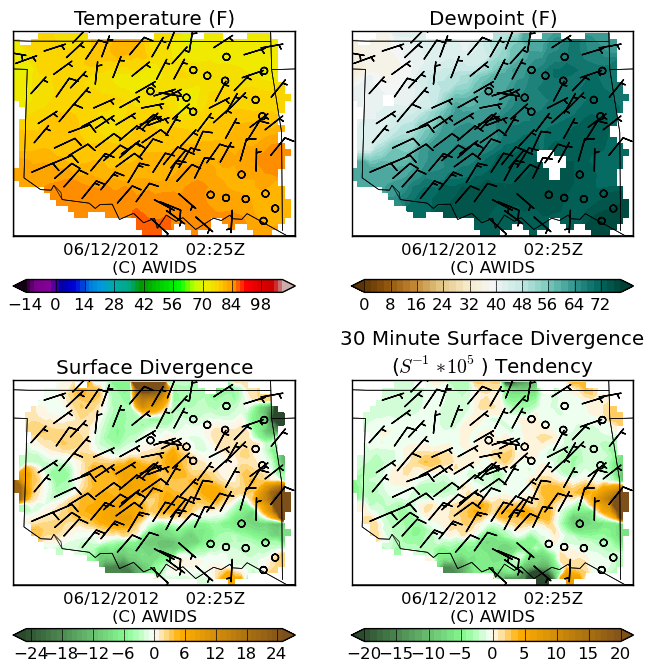 Temperature (F) Dewpoint (F)
06/12/2012 02:25Z 06/12/2012 02:25Z
(C) AWIDS (C) AWIDS
−14 0 14 28 42 56 70 84 98 0 8 16 24 32 40 48 56 64 72
30 Minute Surface Divergence
Surface Divergence (S^{-1} *10^5 ) Tendency
06/12/2012 02:25Z 06/12/2012 02:25Z
(C) AWIDS (C) AWIDS
−24 −18 −12 −6 0 6 12 18 24 −20 −15 −10 −5 0 5 10 15 20